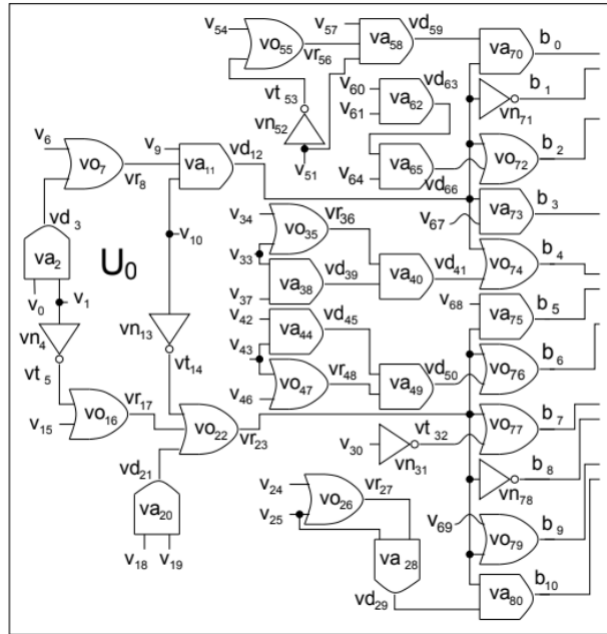 v54
vo55
vr56
v57
va58
vd59
va70
b0
vt53
vn52
v51
v60
v61
va62
vd63
vn71
b1
v6
vo7
vr8
v9
va11
vd12
v64
va65
vd66
vo72
b2
v67
va73
b3
vd3
va2
U0
v0
v1
v10
v34
vo35
vr36
v33
va38
vd39
v37
va40
vd41
vo74
b4
v68
va75
b5
vn4
vt5
vn13
vt14
v42
va44
vd45
v43
vo47
vr48
v46
va49
vd50
vo76
b6
v15
vo16
vr17
vo22
vr23
v30
vn31
vt32
vo77
b7
vd21
va20
v18
v19
v24
vo26
vr27
v25
vn78
b8
v69
vo79
b9
va28
vd29
va80
b10